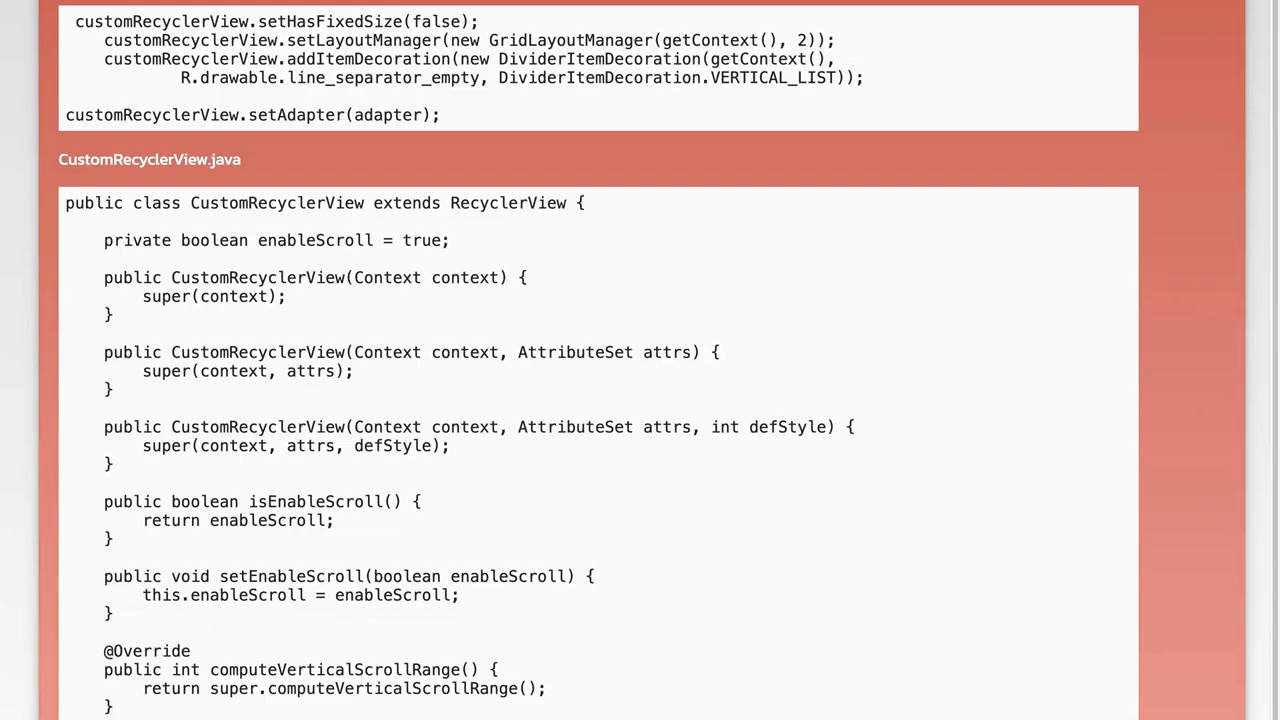 customRecyclerView.setHasFixedSize(false);
customRecyclerView.setLayoutManager(new GridLayoutManager(getContext(), 2));
customRecyclerView.addItemDecoration(new DividerItemDecoration(getContext(),
R.drawable.line_separator_empty, DividerItemDecoration.VERTICAL_LIST));
customRecyclerView.setAdapter(adapter);
CustomRecyclerView.java
public class CustomRecyclerView extends RecyclerView {
private boolean enableScroll = true;
public CustomRecyclerView(Context context) {
super(context);
}
public CustomRecyclerView(Context context, AttributeSet attrs) {
super(context, attrs);
}
public CustomRecyclerView(Context context, AttributeSet attrs, int defStyle) {
super(context, attrs, defStyle);
}
public boolean isEnableScroll() {
return enableScroll;
}
public void setEnableScroll(boolean enableScroll) {
this.enableScroll = enableScroll;
}
@Override
public int computeVerticalScrollRange() {
return super.computeVerticalScrollRange();
}